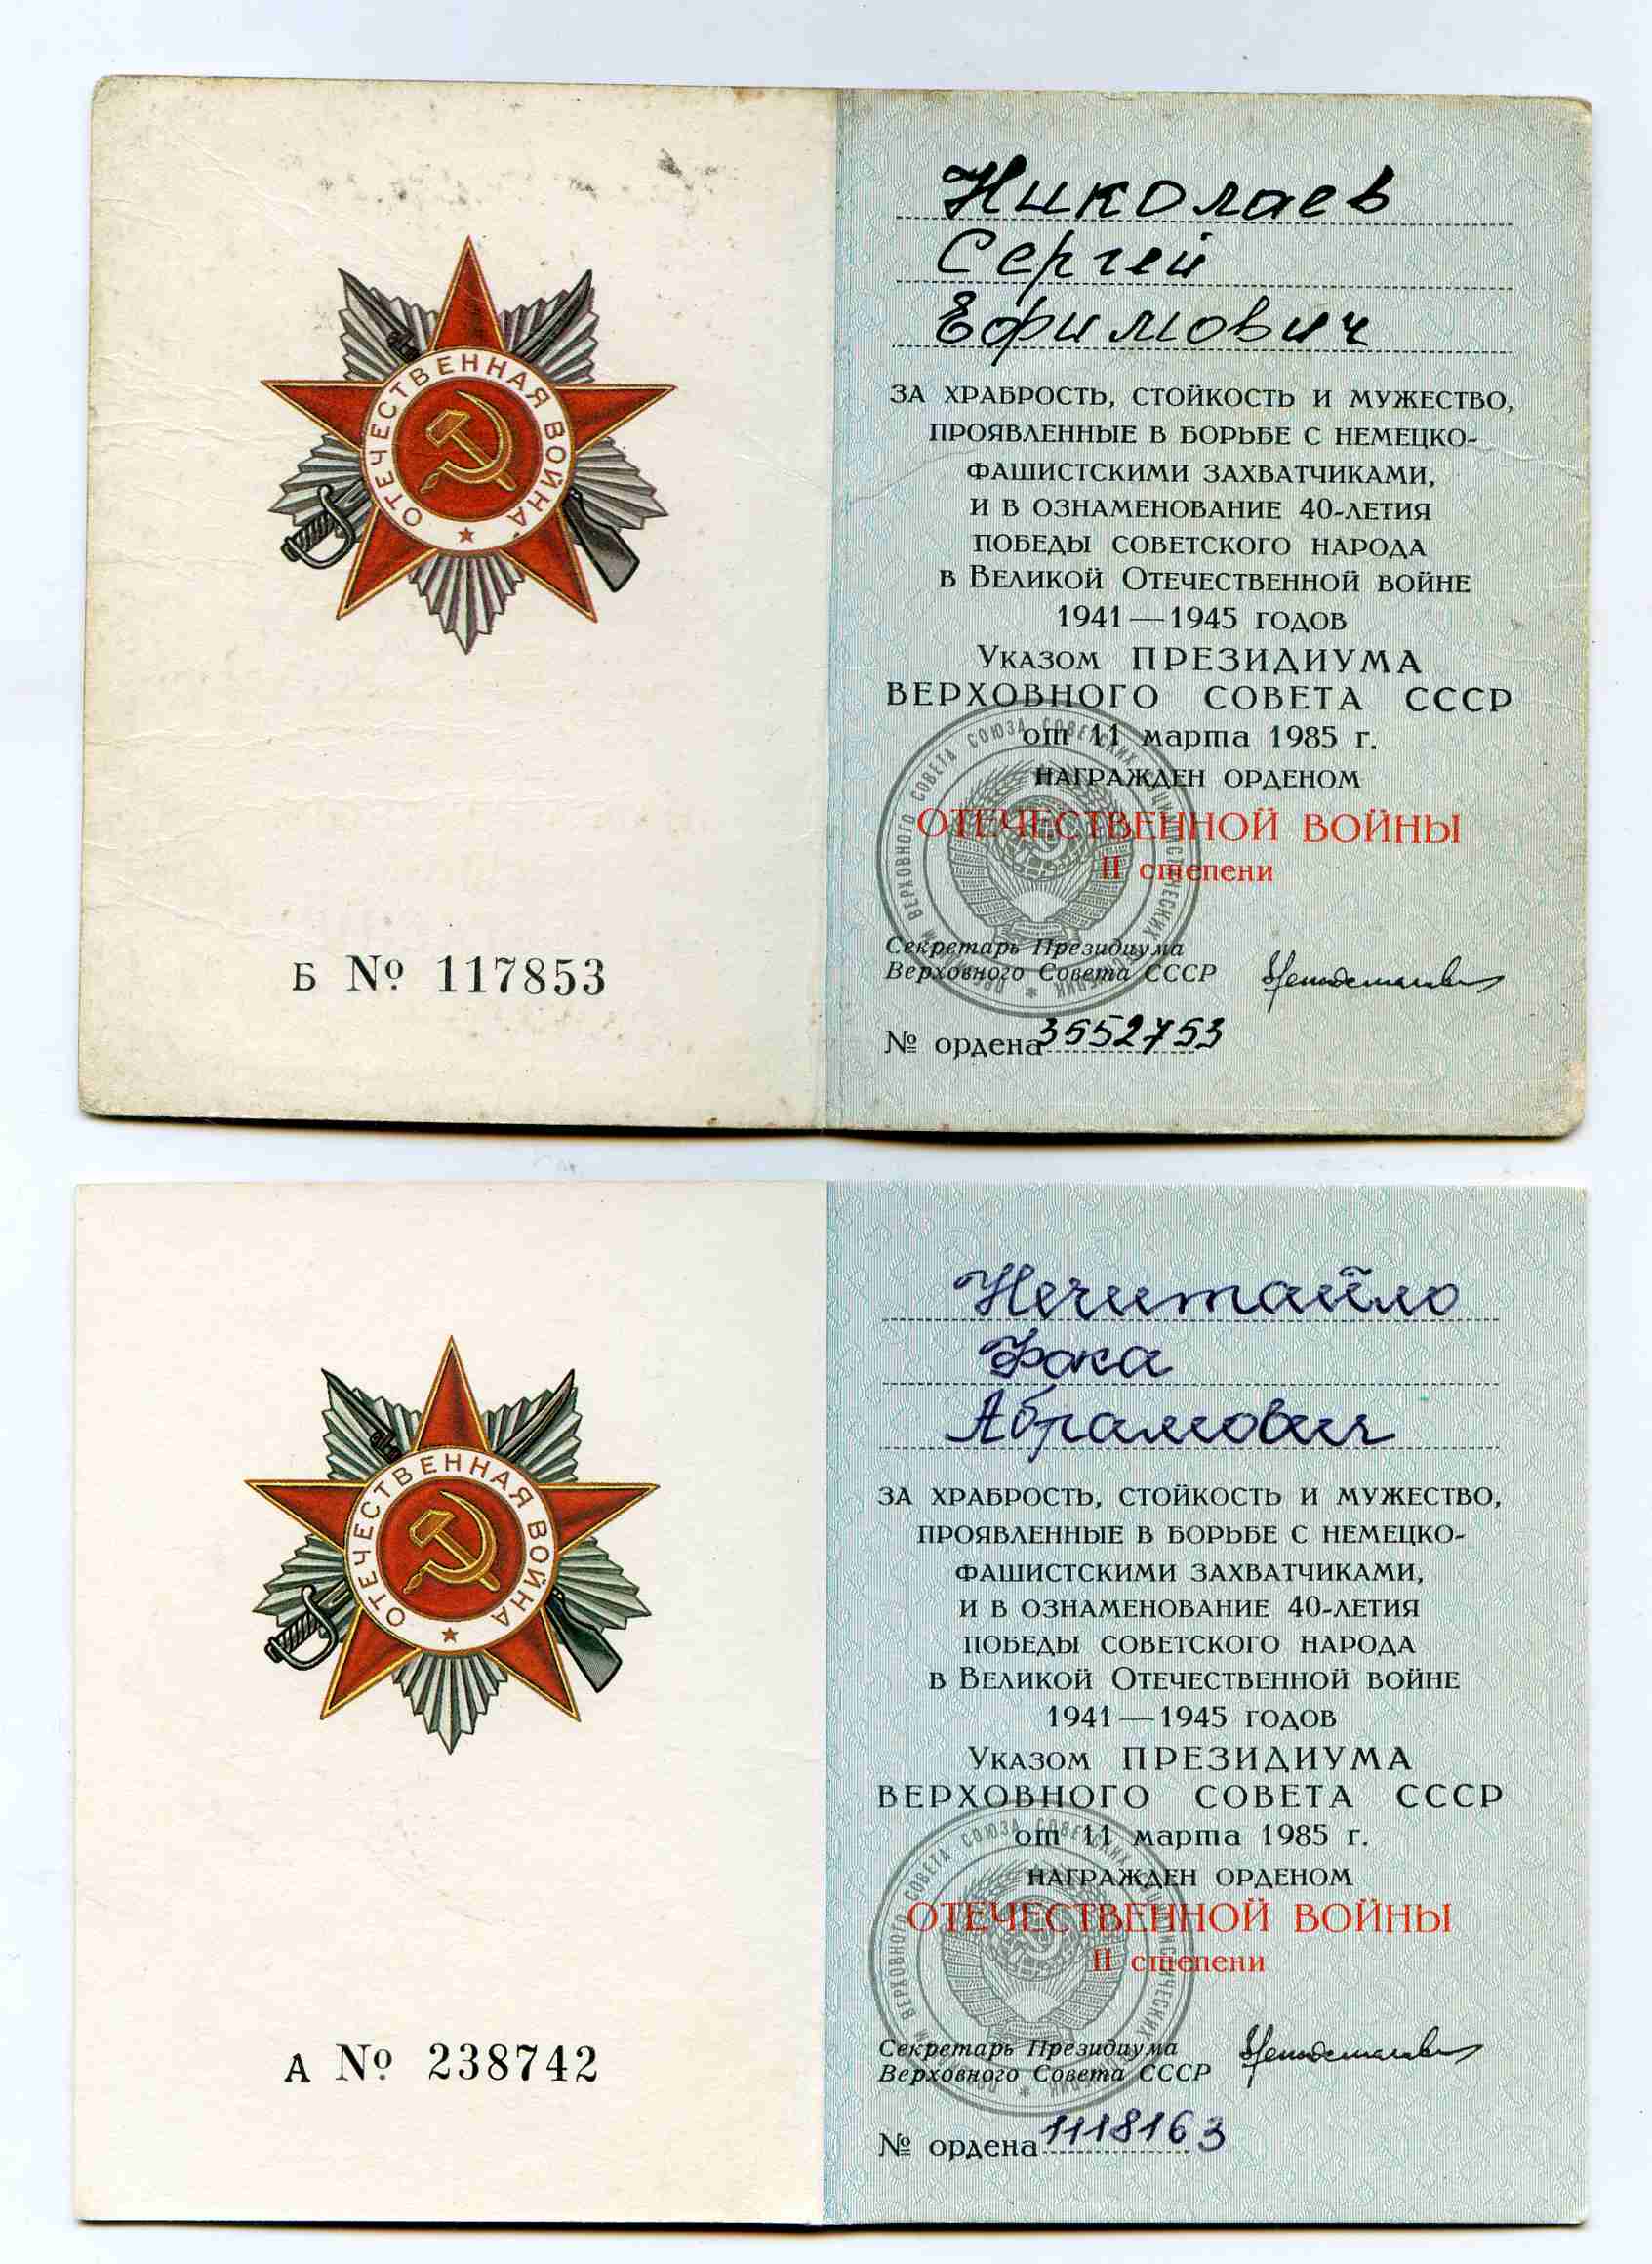 ОТЕЧЕСТВЕННАЯ ВОЙНА
Б № 117853
Николаев
Сергей
Ефимович
ЗА ХРАБРОСТЬ, СТОЙКОСТЬ И МУЖЕСТВО,
ПРОЯВЛЕННЫЕ В БОРЬБЕ С НЕМЕЦКО-
ФАШИСТСКИМИ ЗАХВАТЧИКАМИ,
И В ОЗНАМЕНОВАНИЕ 40-ЛЕТИЯ
ПОБЕДЫ СОВЕТСКОГО НАРОДА
В ВЕЛИКОЙ ОТЕЧЕСТВЕННОЙ ВОЙНЕ
1941—1945 ГОДОВ
УКАЗОМ ПРЕЗИДИУМА
ВЕРХОВНОГО СОВЕТА СССР
от 11 марта 1985 г.
НАГРАЖДЕН ОРДЕНОМ
ОТЕЧЕСТВЕННОЙ ВОЙНЫ
II степени
Секретарь Президиума
Верховного Совета СССР
№ ордена 3552753
ОТЕЧЕСТВЕННАЯ ВОЙНА
А № 238742
Нечитайло
Фока
Абрамович
ЗА ХРАБРОСТЬ, СТОЙКОСТЬ И МУЖЕСТВО,
ПРОЯВЛЕННЫЕ В БОРЬБЕ С НЕМЕЦКО-
ФАШИСТСКИМИ ЗАХВАТЧИКАМИ,
И В ОЗНАМЕНОВАНИЕ 40-ЛЕТИЯ
ПОБЕДЫ СОВЕТСКОГО НАРОДА
В ВЕЛИКОЙ ОТЕЧЕСТВЕННОЙ ВОЙНЕ
1941—1945 ГОДОВ
УКАЗОМ ПРЕЗИДИУМА
ВЕРХОВНОГО СОВЕТА СССР
от 11 марта 1985 г.
НАГРАЖДЕН ОРДЕНОМ
ОТЕЧЕСТВЕННОЙ ВОЙНЫ
II степени
Секретарь Президиума
Верховного Совета СССР
№ ордена 1118163